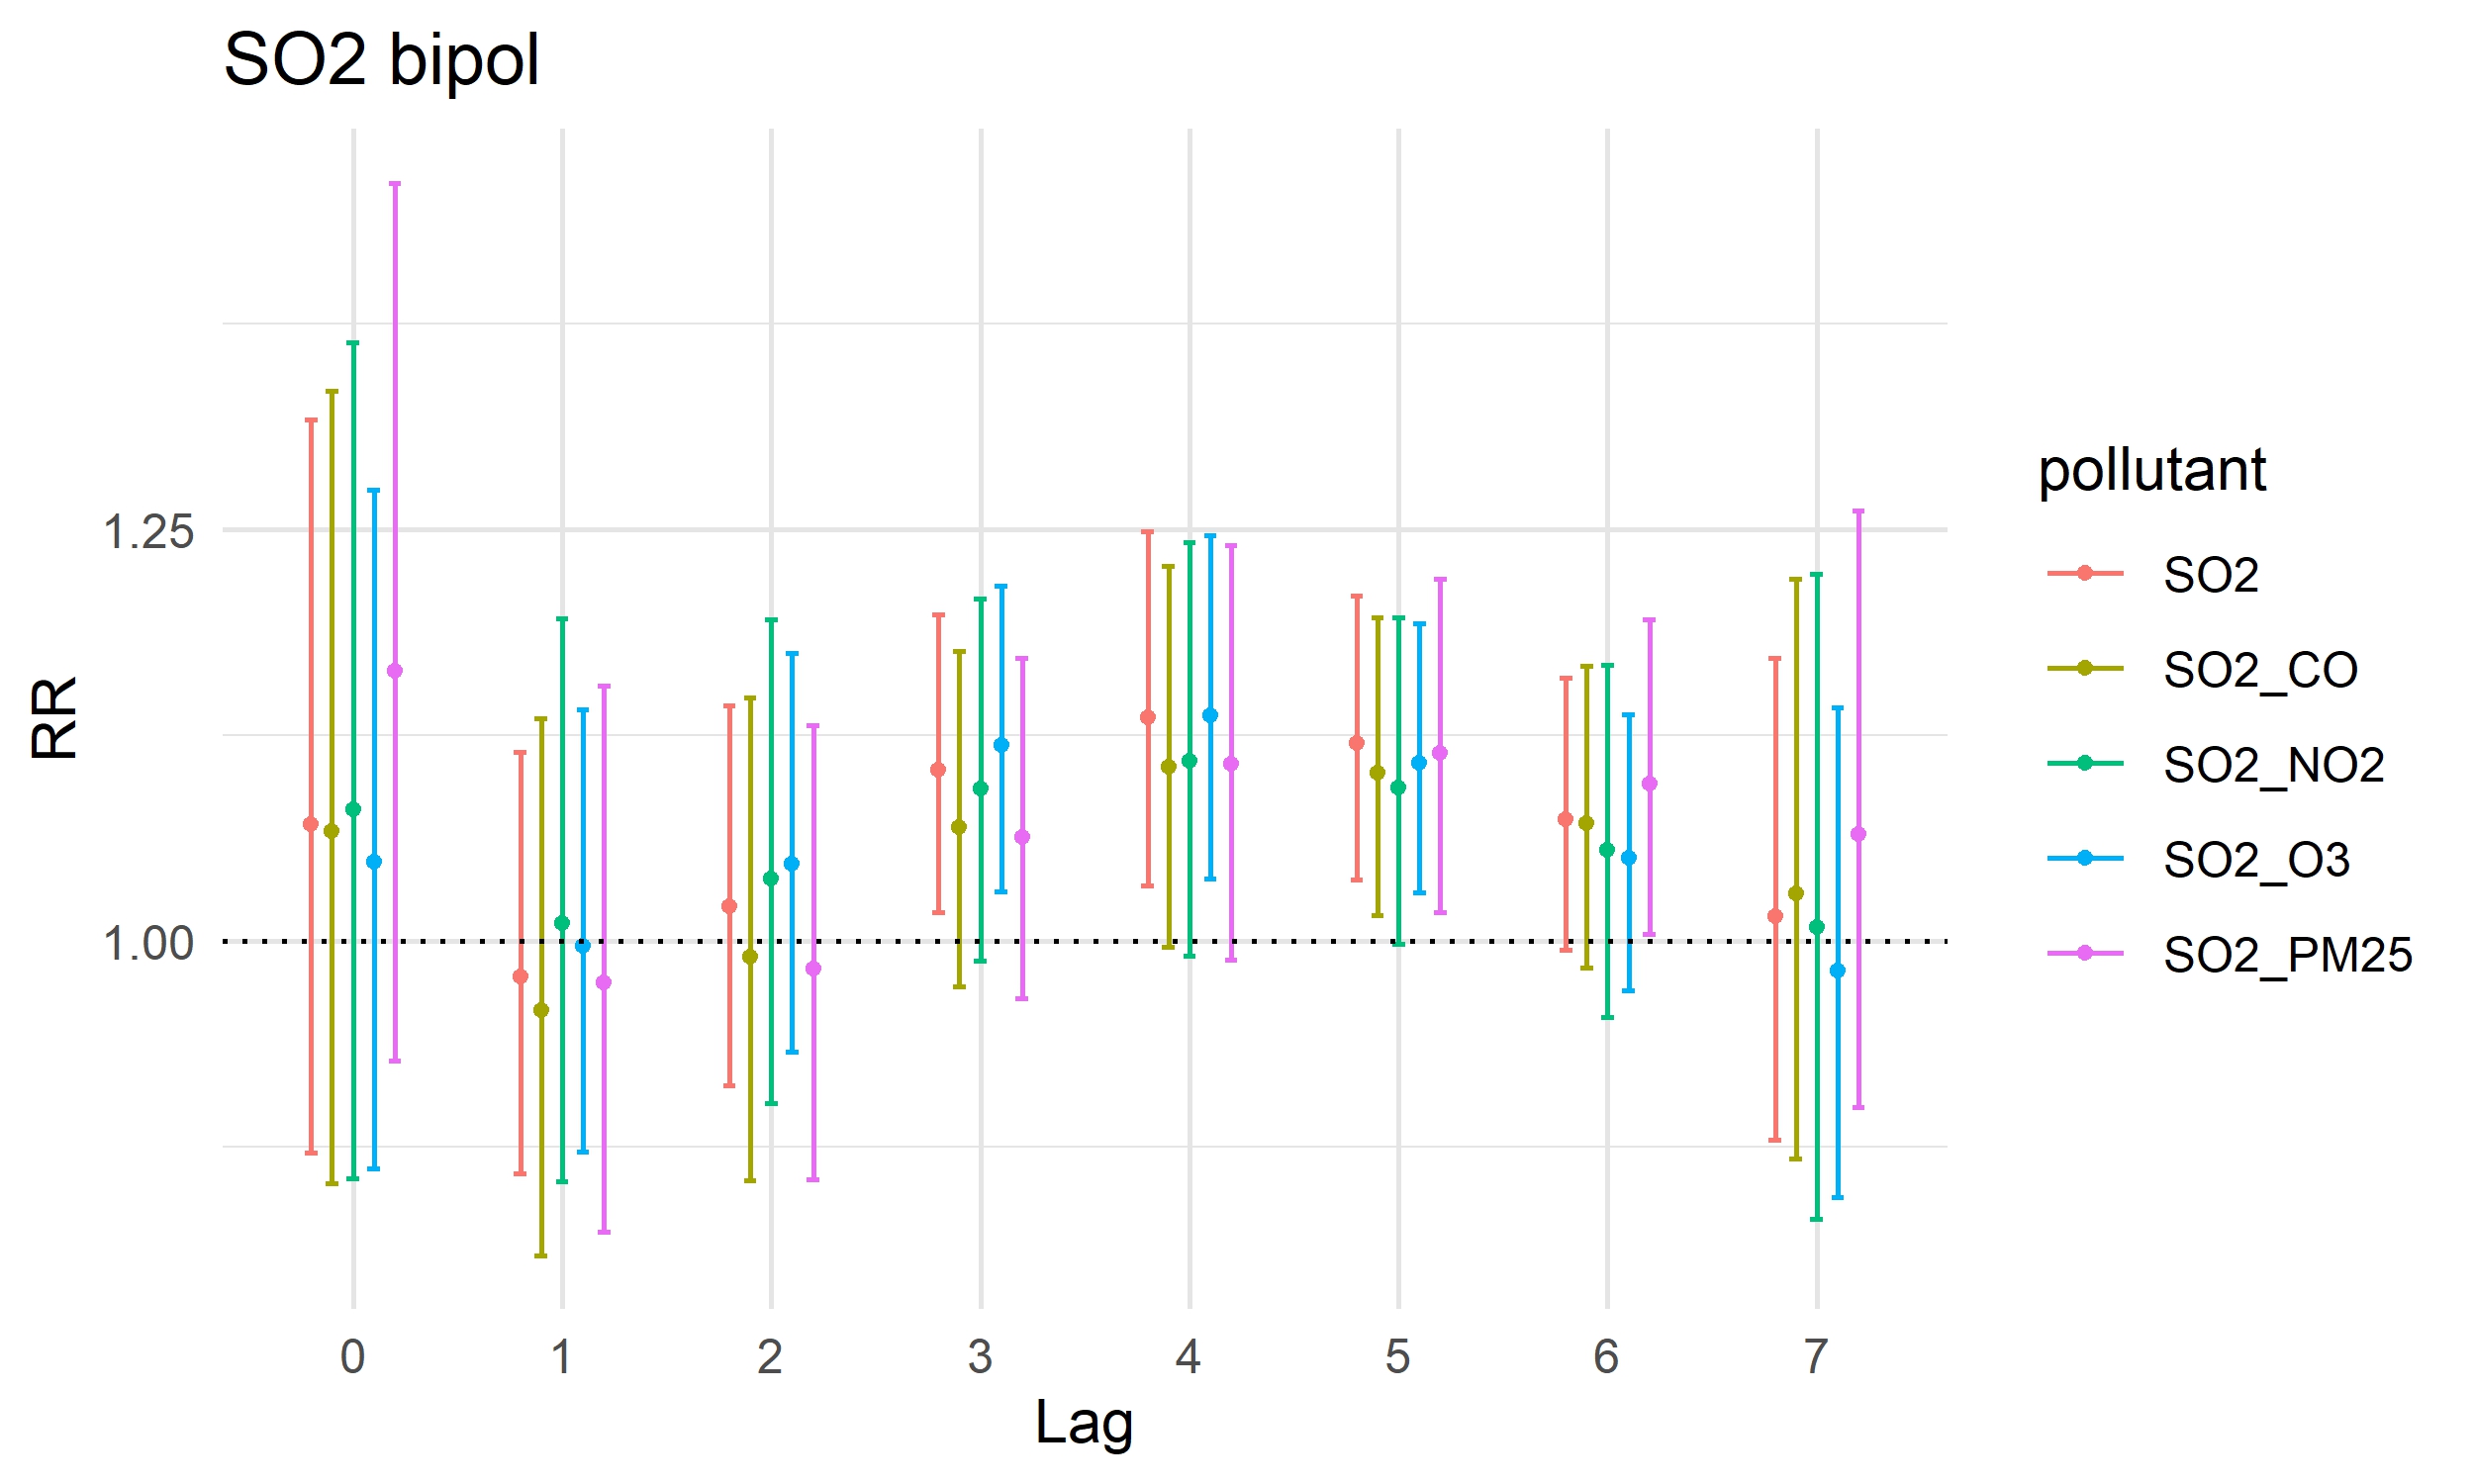 SO2 bipol
RR
1.25
1.00
0 1 2 3 4 5 6 7
Lag
pollutant
SO2
SO2_CO
SO2_NO2
SO2_O3
SO2_PM25